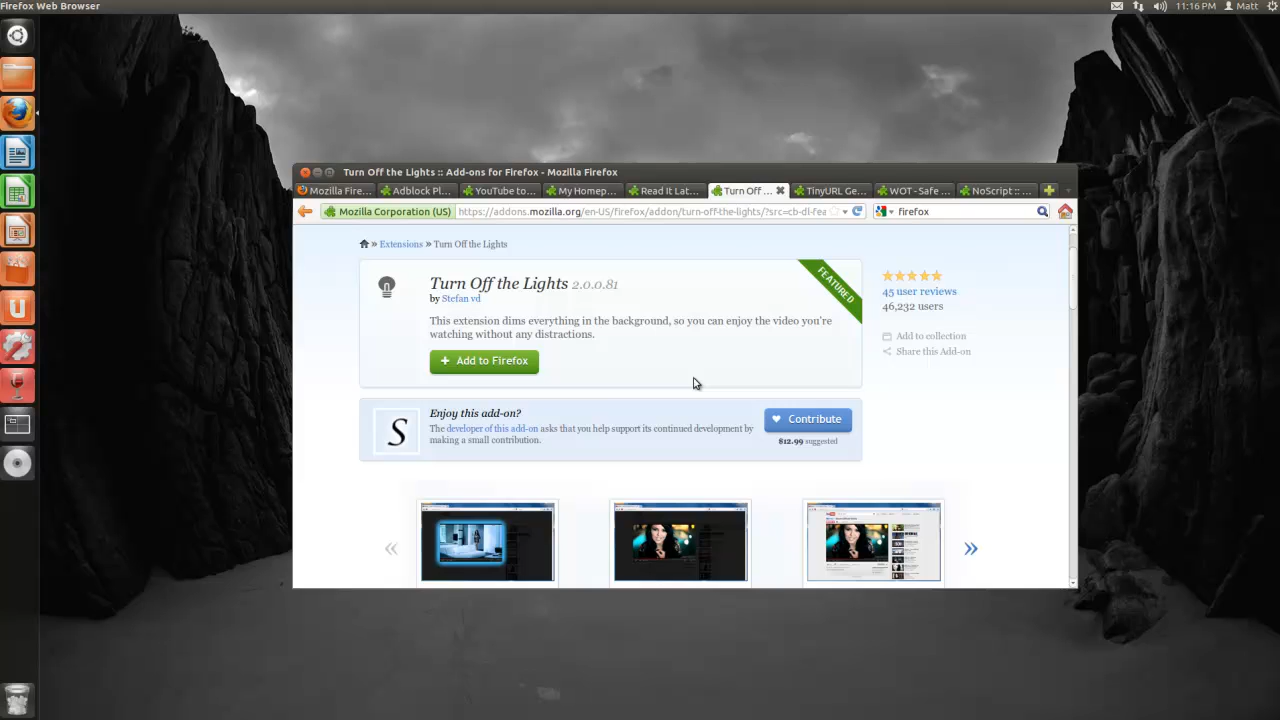 Firefox Web Browser
11:16 PM
Matt
Turn Off the Lights :: Add-ons for Firefox - Mozilla Firefox
Mozilla Fire...
Adblock Pl...
YouTube to...
My Homep...
Read It Lat...
Turn Off ...
TinyURL Ge...
WOT - Safe ...
NoScript :: ...
Mozilla Corporation (US)
https://addons.mozilla.org/en-US/firefox/addon/turn-off-the-lights/?src=cb-dl-fea
firefox
» Extensions » Turn Off the Lights
Turn Off the Lights 2.0.0.81
by Stefan vd
This extension dims everything in the background, so you can enjoy the video you're
watching without any distractions.
+ Add to Firefox
FEATURED
45 user reviews
46,232 users
Add to collection
Share this Add-on
S
Enjoy this add-on?
The developer of this add-on asks that you help support its continued development by
making a small contribution.
Contribute
$12.99 suggested
«
»